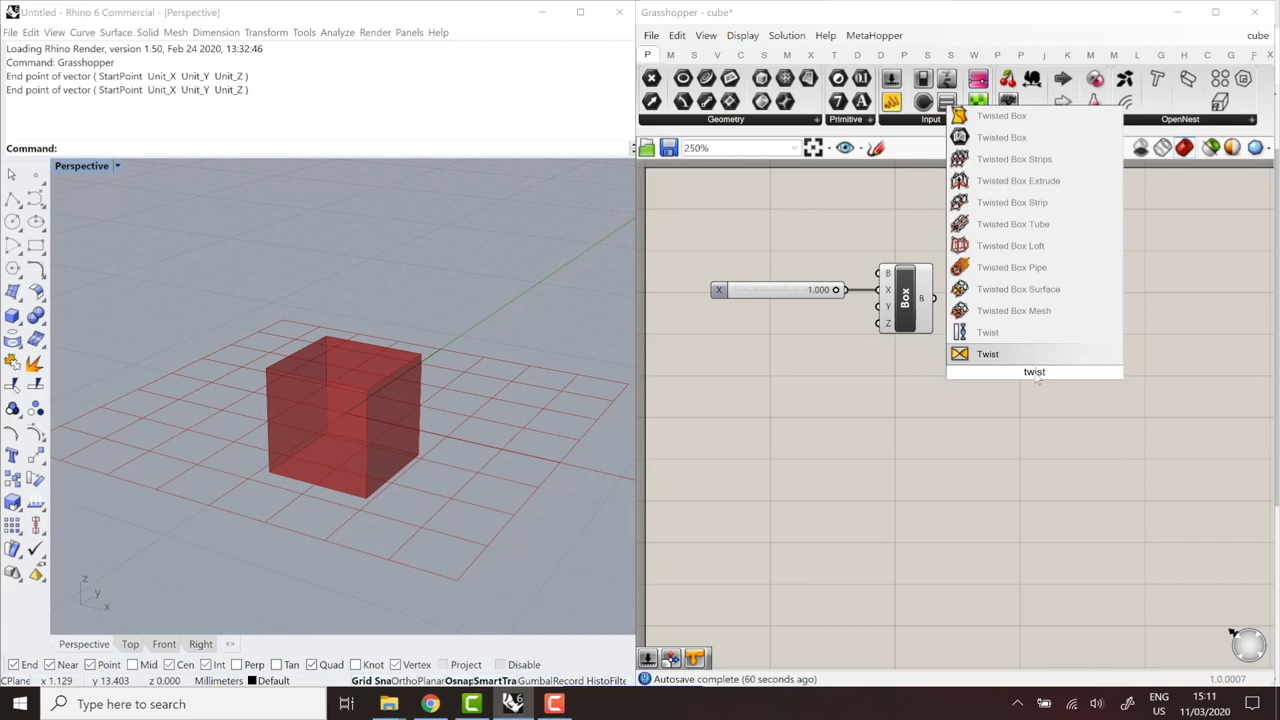 Untitled - Rhino 6 Commercial - [Perspective]
File Edit View Curve Surface Solid Mesh Dimension Transform Tools Analyze Render Panels Help
Loading Rhino Render, version 1.50, Feb 24 2020, 13:32:46
Command: Grasshopper
End point of vector ( StartPoint Unit_X Unit_Y Unit_Z )
End point of vector ( StartPoint Unit_X Unit_Y Unit_Z )
Command:
Perspective
z
y
x
Perspective Top Front Right
End Near Point Mid Cen Int Perp Tan Quad Knot Vertex Project Disable
CPlane x 1.129 y 13.403 z 0.000 Millimeters Default Grid Sna OrthoPlanar Osnap SmartTra Gumbal Record Histo Filte
Grasshopper - cube*
File Edit View Display Solution Help MetaHopper cube
P M S V C S M X T D D P S S W P P j K M M L G H F
Geometry Primitive Input OpenNest
250%
X 1.000
B
X
Y
Z
Box
B
Twisted Box
Twisted Box
Twisted Box Strips
Twisted Box Extrude
Twisted Box Strip
Twisted Box Tube
Twisted Box Loft
Twisted Box Pipe
Twisted Box Surface
Twisted Box Mesh
Twist
Twist
twist
Autosave complete (60 seconds ago) 1.0.0007
Type here to search
ENG
US
15:11
11/03/2020